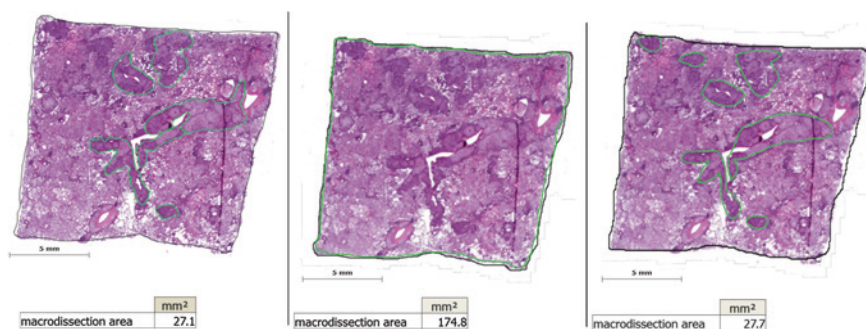 5 mm
mm²
macrodissection area 27.1
5 mm
mm²
macrodissection area 174.8
5 mm
mm²
macrodissection area 27.7